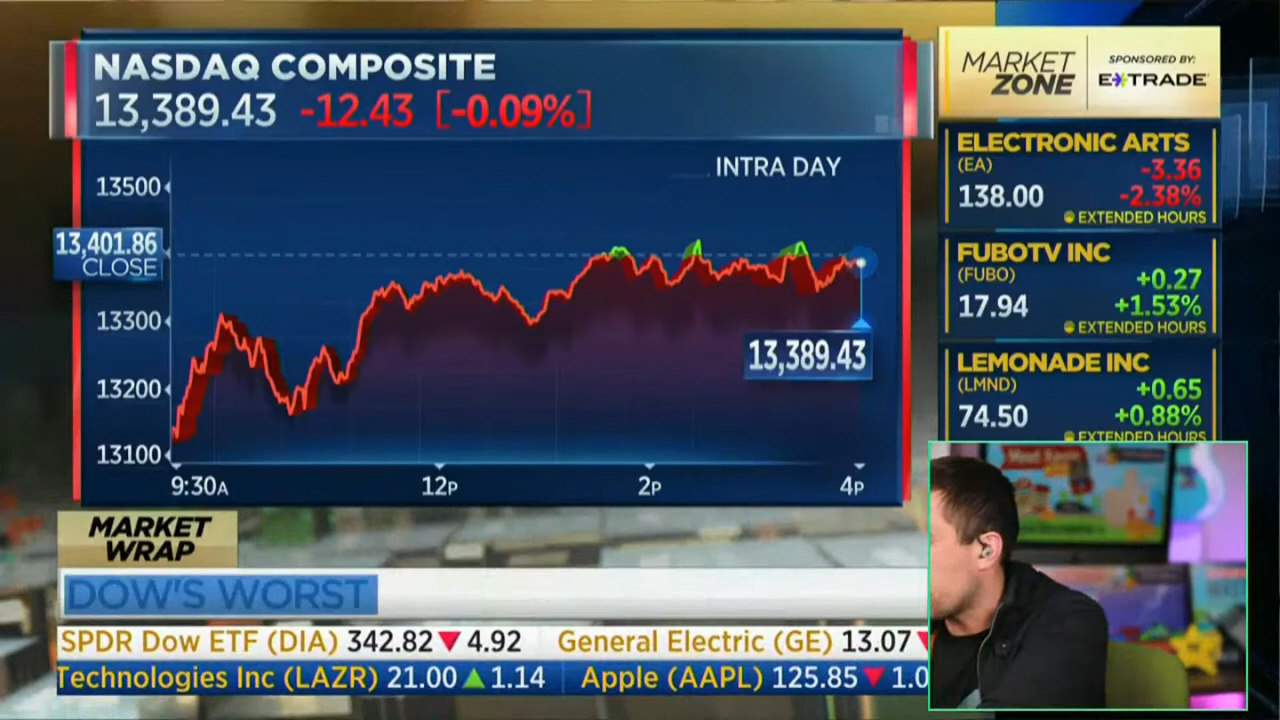 NASDAQ COMPOSITE
13,389.43 -12.43 [-0.09%]
INTRA DAY
13500
13,401.86
CLOSE
13300
13200
13100
13,389.43
9:30A 12P 2P 4P
MARKET
ZONE
SPONSORED BY:
E*TRADE
ELECTRONIC ARTS
(EA) -3.36
138.00 -2.38%
EXTENDED HOURS
FUBOTV INC
(FUBO) +0.27
17.94 +1.53%
EXTENDED HOURS
LEMONADE INC
(LMND) +0.65
74.50 +0.88%
EXTENDED HOURS
MARKET
WRAP
DOW'S WORST
SPDR Dow ETF (DIA) 342.82 ▼ 4.92 General Electric (GE) 13.07 ▼
Technologies Inc (LAZR) 21.00 ▲ 1.14 Apple (AAPL) 125.85 ▼ 1.0